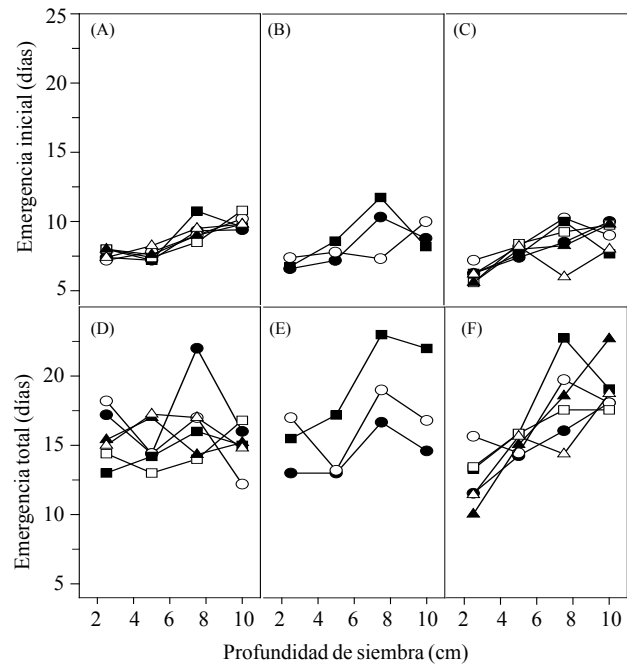 25
20
15
10
5
Emergencia inicial (días)
(A)
(B)
(C)
20
15
10
5
Emergencia total (días)
(D)
(E)
(F)
2 4 6 8 10 2 4 6 8 10 2 4 6 8 10
Profundidad de siembra (cm)